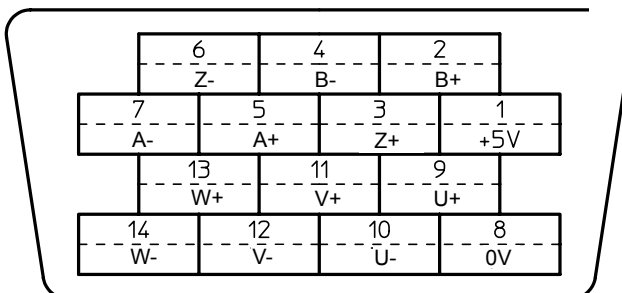 6 4 2
Z- B- B+
7 5 3 1
A- A+ Z+ +5V
13 11 9
W+ V+ U+
14 12 10 8
W- V- U- 0V